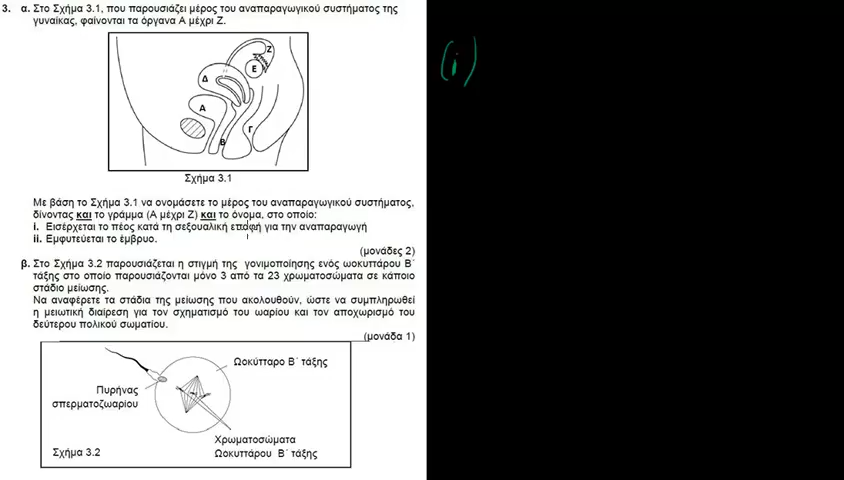 3. α. Στο Σχήμα 3.1, που παρουσιάζει μέρος του αναπαραγωγικού συστήματος της
γυναίκας, φαίνονται τα όργανα Α μέχρι Ζ.
Ζ
Ε
Δ
Α
Γ
Β
Σχήμα 3.1
Με βάση το Σχήμα 3.1 να ονομάσετε το μέρος του αναπαραγωγικού συστήματος,
δίνοντας και το γράμμα (Α μέχρι Ζ) και το όνομα, στο οποίο:
i. Εισέρχεται το πέος κατά τη σεξουαλική επαφή για την αναπαραγωγή
ii. Εμφυτεύεται το έμβρυο.
(μονάδες 2)
β. Στο Σχήμα 3.2 παρουσιάζεται η στιγμή της γονιμοποίησης ενός ωοκυττάρου Β΄
τάξης στο οποίο παρουσιάζονται μόνο 3 από τα 23 χρωματοσώματα σε κάποιο
στάδιο μείωσης.
Να αναφέρετε τα στάδια της μείωσης που ακολουθούν, ώστε να συμπληρωθεί
η μειωτική διαίρεση για τον σχηματισμό του ωαρίου και τον αποχωρισμό του
δεύτερου πολικού σωματίου.
(μονάδα 1)
Ωοκύτταρο Β΄ τάξης
Πυρήνας
σπερματοζωαρίου
Χρωματοσώματα
Ωοκυττάρου Β΄ τάξης
Σχήμα 3.2
(i)